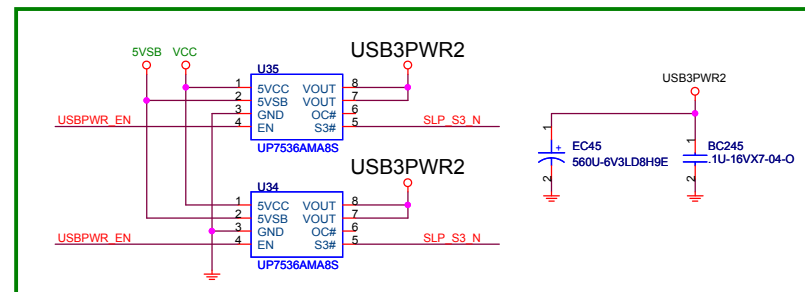 5VSB VCC
U35
USB3PWR2
1 5VCC VOUT 8
2 5VSB VOUT 7
3 GND OC# 6
USBPWR_EN 4 EN S3# 5 SLP_S3_N
UP7536AMA8S
USB3PWR2
U34
1 5VCC VOUT 8
2 5VSB VOUT 7
3 GND OC# 6
USBPWR_EN 4 EN S3# 5 SLP_S3_N
UP7536AMA8S
USB3PWR2
1 1
+ EC45 BC245
560U-6V3LD8H9E .1U-16VX7-04-O
2 2